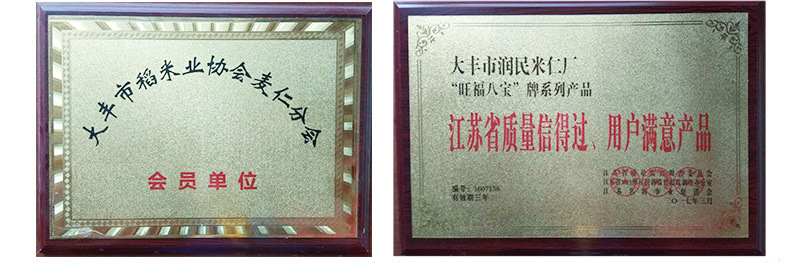 大丰市稻米业协会麦仁分会
会员单位
大丰市润民米仁厂
“旺福八宝”牌系列产品
江苏省质量信得过、用户满意产品
编号：1607158
有效期三年
二〇一七年三月